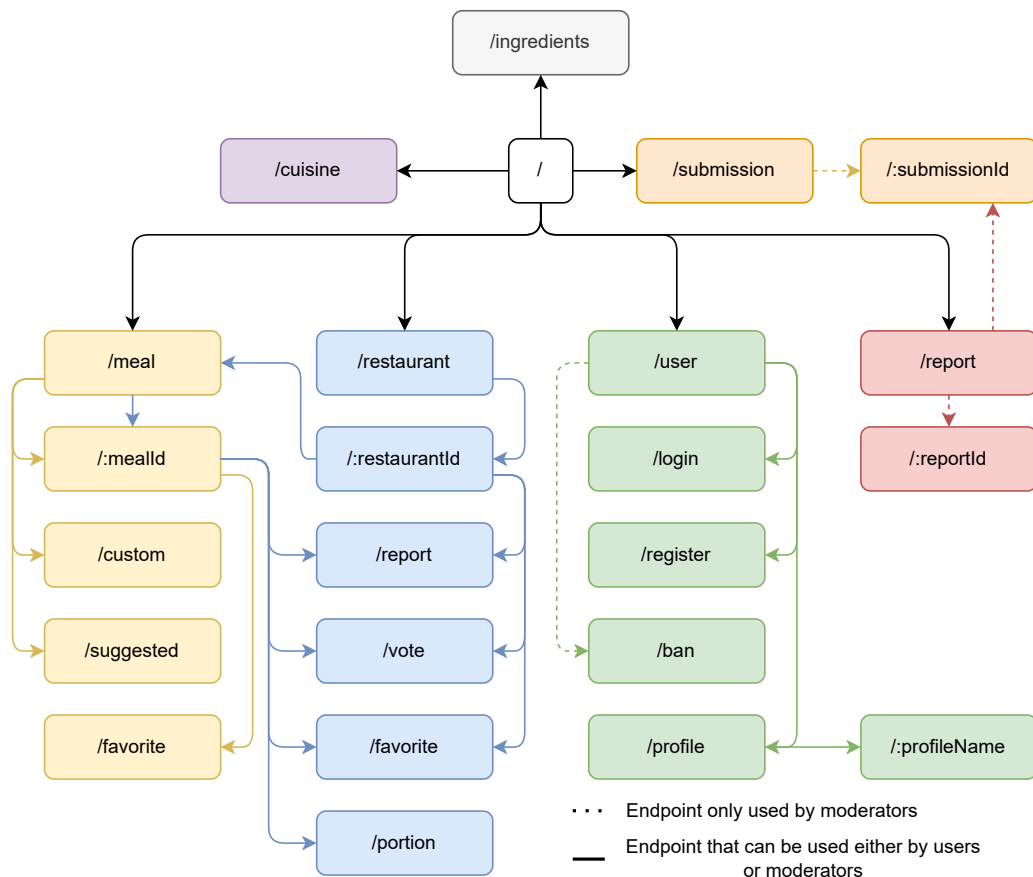 /ingredients
/cuisine
/
/submission
/:submissionId
/meal
/restaurant
/user
/report
/:mealId
/:restaurantId
/login
/:reportId
/custom
/report
/register
/suggested
/vote
/ban
/favorite
/favorite
/profile
/:profileName
/portion
Endpoint only used by moderators
Endpoint that can be used either by users
or moderators